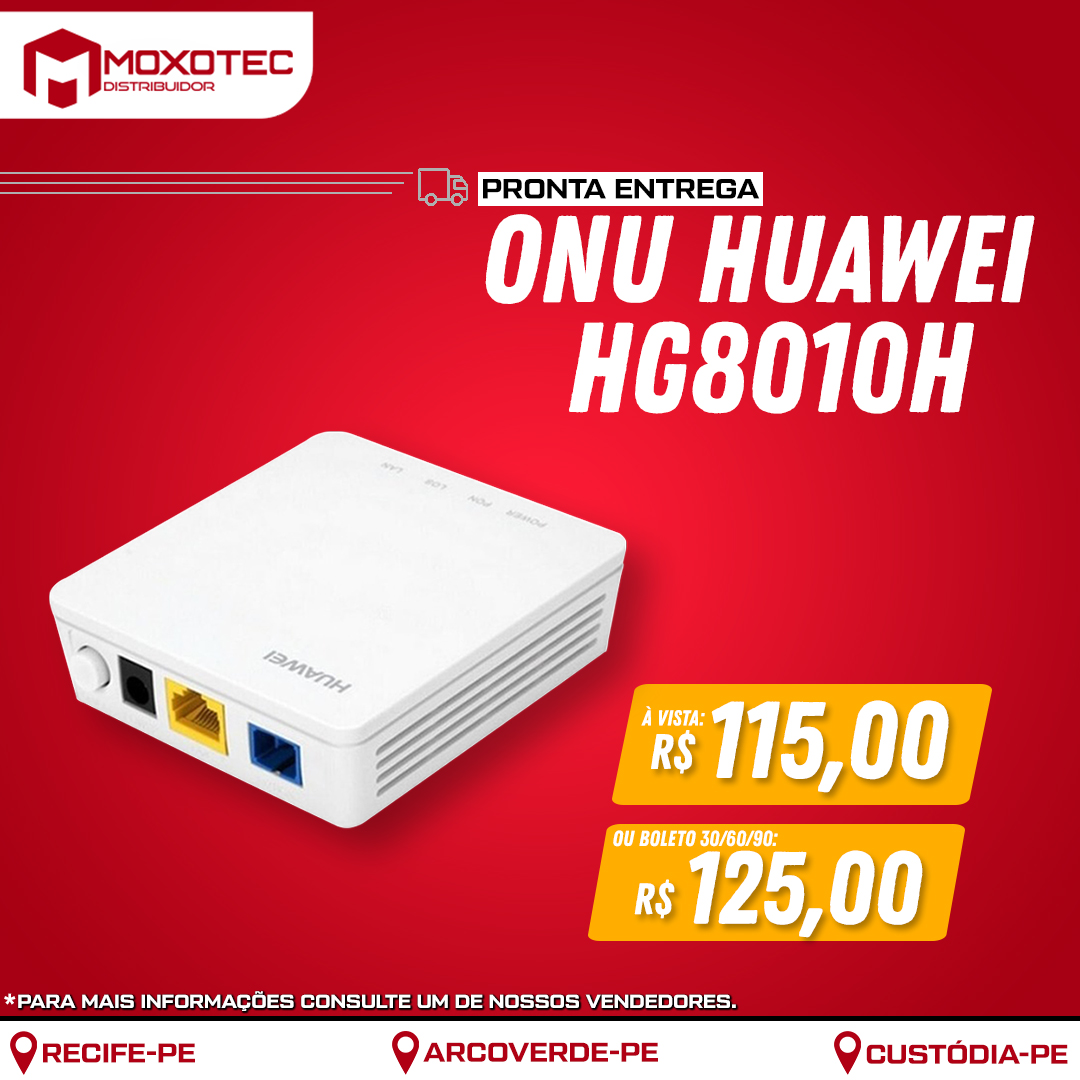 MOXOTEC
DISTRIBUIDOR
PRONTA ENTREGA
ONU HUAWEI
HG8010H
LAN
LOS
PON
POWER
HUAWEI
À VISTA:
R$ 115,00
OU BOLETO 30/60/90:
R$ 125,00
*PARA MAIS INFORMAÇÕES CONSULTE UM DE NOSSOS VENDEDORES.
RECIFE-PE
ARCOVERDE-PE
CUSTÓDIA-PE